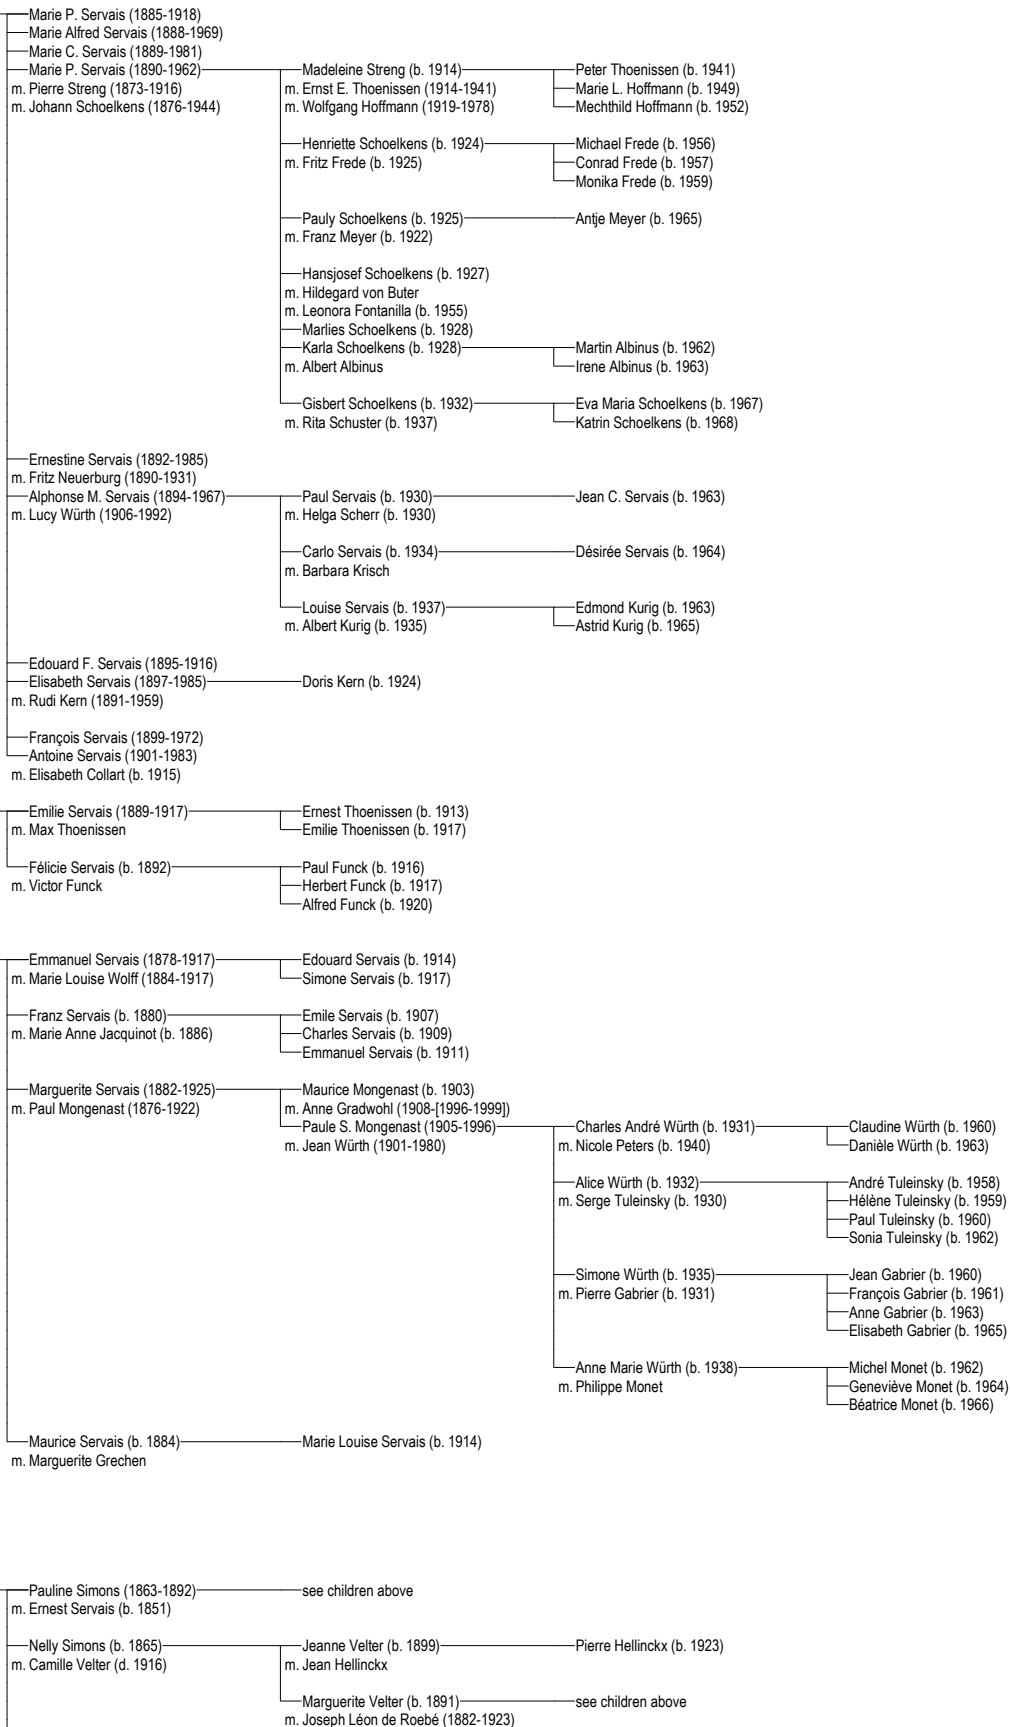 Marie P. Servais (1885-1918)
Marie Alfred Servais (1888-1969)
Marie C. Servais (1889-1981)
Marie P. Servais (1890-1962) Madeleine Streng (b. 1914) Peter Thoenissen (b. 1941)
m. Pierre Streng (1873-1916) m. Ernst E. Thoenissen (1914-1941) Marie L. Hoffmann (b. 1949)
m. Johann Schoelkens (1876-1944) m. Wolfgang Hoffmann (1919-1978) Mechthild Hoffmann (b. 1952)
Henriette Schoelkens (b. 1924) Michael Frede (b. 1956)
m. Fritz Frede (b. 1925) Conrad Frede (b. 1957)
Monika Frede (b. 1959)
Pauly Schoelkens (b. 1925) Antje Meyer (b. 1965)
m. Franz Meyer (b. 1922)
Hansjosef Schoelkens (b. 1927)
m. Hildegard von Buter
m. Leonora Fontanilla (b. 1955)
Marlies Schoelkens (b. 1928)
Karla Schoelkens (b. 1928) Martin Albinus (b. 1962)
m. Albert Albinus Irene Albinus (b. 1963)
Gisbert Schoelkens (b. 1932) Eva Maria Schoelkens (b. 1967)
m. Rita Schuster (b. 1937) Katrin Schoelkens (b. 1968)
Ernestine Servais (1892-1985)
m. Fritz Neuerburg (1890-1931)
Alphonse M. Servais (1894-1967) Paul Servais (b. 1930) Jean C. Servais (b. 1963)
m. Lucy Würth (1906-1992) m. Helga Scherr (b. 1930)
Carlo Servais (b. 1934) Désirée Servais (b. 1964)
m. Barbara Krisch
Louise Servais (b. 1937) Edmond Kurig (b. 1963)
m. Albert Kurig (b. 1935) Astrid Kurig (b. 1965)
Edouard F. Servais (1895-1916)
Elisabeth Servais (1897-1985) Doris Kern (b. 1924)
m. Rudi Kern (1891-1959)
François Servais (1899-1972)
Antoine Servais (1901-1983)
m. Elisabeth Collart (b. 1915)
Emilie Servais (1889-1917) Ernest Thoenissen (b. 1913)
m. Max Thoenissen Emilie Thoenissen (b. 1917)
Félicie Servais (b. 1892) Paul Funck (b. 1916)
m. Victor Funck Herbert Funck (b. 1917)
Alfred Funck (b. 1920)
Emmanuel Servais (1878-1917) Edouard Servais (b. 1914)
m. Marie Louise Wolff (1884-1917) Simone Servais (b. 1917)
Franz Servais (b. 1880) Emile Servais (b. 1907)
m. Marie Anne Jacquinot (b. 1886) Charles Servais (b. 1909)
Emmanuel Servais (b. 1911)
Marguerite Servais (1882-1925) Maurice Mongenast (b. 1903)
m. Paul Mongenast (1876-1922) m. Anne Gradwohl (1908-[1996-1999])
Paule S. Mongenast (1905-1996) Charles André Würth (b. 1931) Claudine Würth (b. 1960)
m. Jean Würth (1901-1980) m. Nicole Peters (b. 1940) Danièle Würth (b. 1963)
Alice Würth (b. 1932) André Tuleinsky (b. 1958)
m. Serge Tuleinsky (b. 1930) Hélène Tuleinsky (b. 1959)
Paul Tuleinsky (b. 1960)
Sonia Tuleinsky (b. 1962)
Simone Würth (b. 1935) Jean Gabrier (b. 1960)
m. Pierre Gabrier (b. 1931) François Gabrier (b. 1961)
Anne Gabrier (b. 1963)
Elisabeth Gabrier (b. 1965)
Anne Marie Würth (b. 1938) Michel Monet (b. 1962)
m. Philippe Monet Geneviève Monet (b. 1964)
Béatrice Monet (b. 1966)
Maurice Servais (b. 1884) Marie Louise Servais (b. 1914)
m. Marguerite Grechen
Pauline Simons (1863-1892) see children above
m. Ernest Servais (b. 1851)
Nelly Simons (b. 1865) Jeanne Velter (b. 1899) Pierre Hellinckx (b. 1923)
m. Camille Velter (d. 1916) m. Jean Hellinckx
Marguerite Velter (b. 1891) see children above
m. Joseph Léon de Roebé (1882-1923)